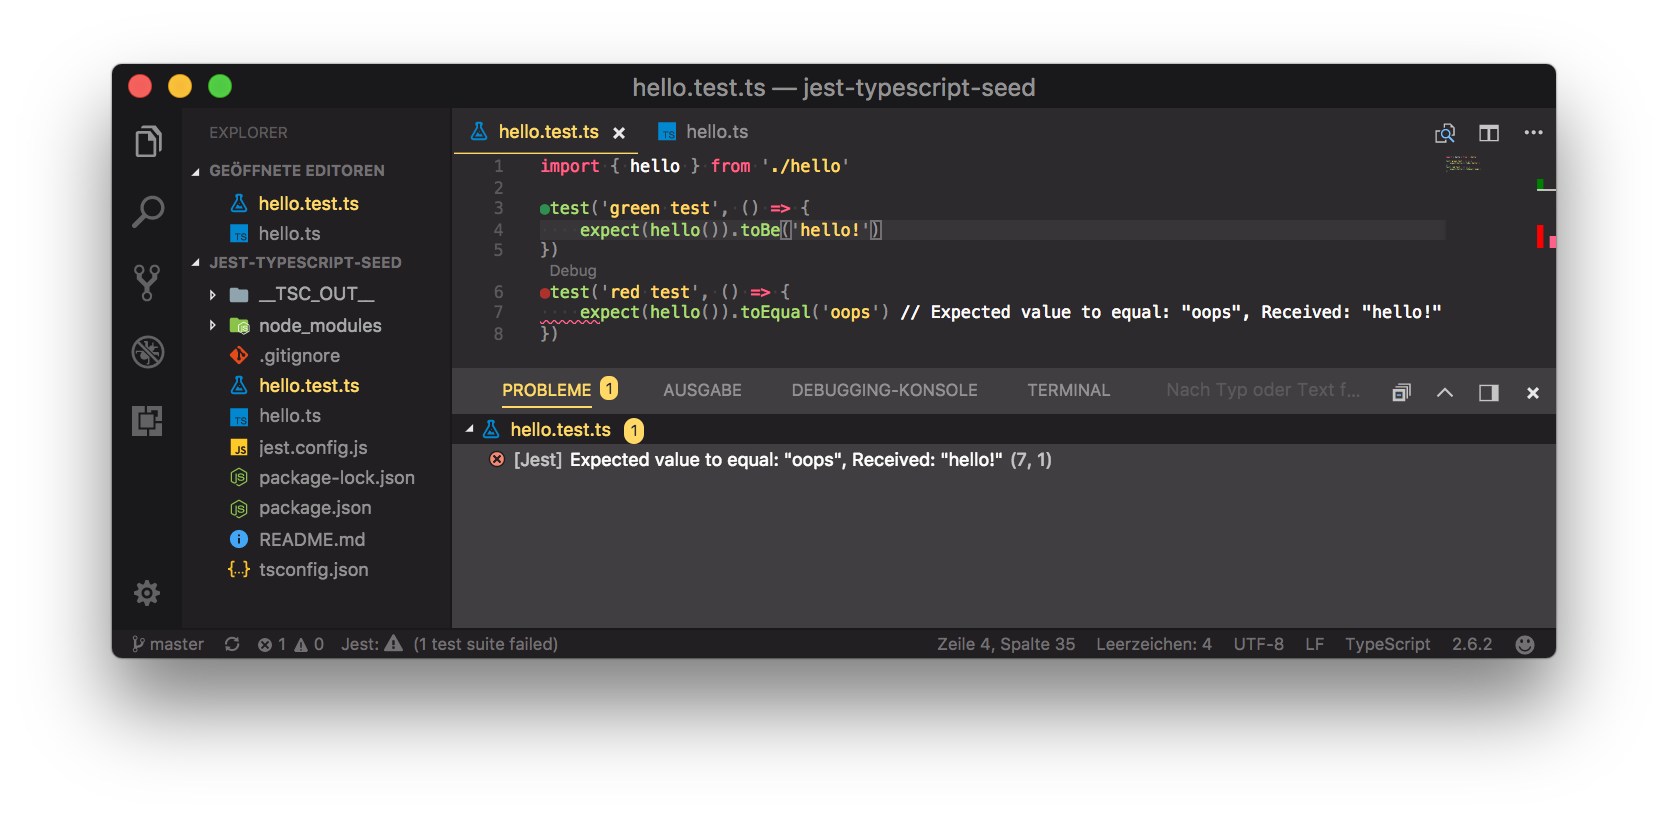 hello.test.ts — jest-typescript-seed
EXPLORER
GEÖFFNETE EDITOREN
hello.test.ts
hello.ts
JEST-TYPESCRIPT-SEED
__TSC_OUT__
node_modules
.gitignore
hello.test.ts
hello.ts
jest.config.js
package-lock.json
package.json
README.md
tsconfig.json
hello.test.ts hello.ts
1 import { hello } from './hello'
2
3 test('green test', () => {
4 expect(hello()).toBe('hello!')
5 })
Debug
6 test('red test', () => {
7 expect(hello()).toEqual('oops') // Expected value to equal: "oops", Received: "hello!"
8 })
PROBLEME 1 AUSGABE DEBUGGING-KONSOLE TERMINAL Nach Typ oder Text f...
hello.test.ts 1
[Jest] Expected value to equal: "oops", Received: "hello!" (7, 1)
master 1 0 Jest: (1 test suite failed) Zeile 4, Spalte 35 Leerzeichen: 4 UTF-8 LF TypeScript 2.6.2